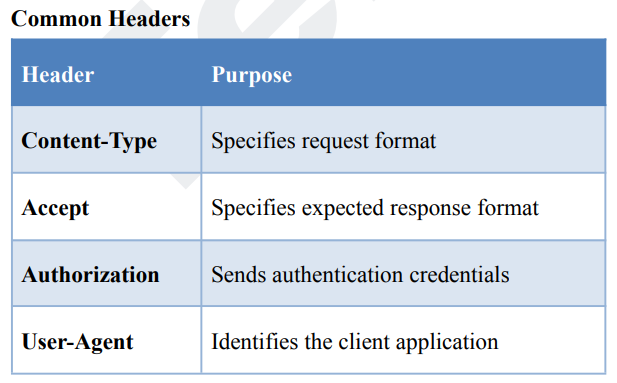 Common Headers
Header Purpose
Content-Type Specifies request format
Accept Specifies expected response format
Authorization Sends authentication credentials
User-Agent Identifies the client application